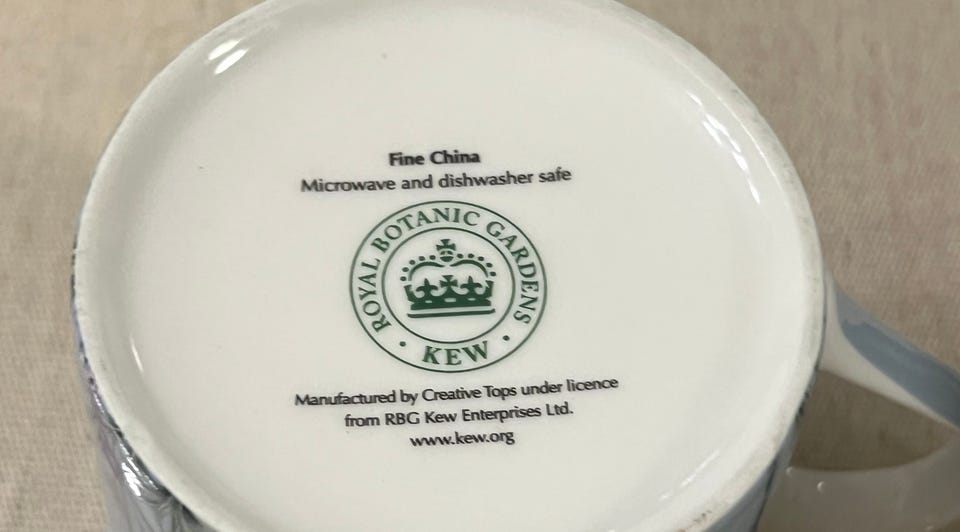 Fine China
Microwave and dishwasher safe
ROYAL BOTANIC GARDENS
• KEW •
Manufactured by Creative Tops under licence
from RBG Kew Enterprises Ltd.
www.kew.org